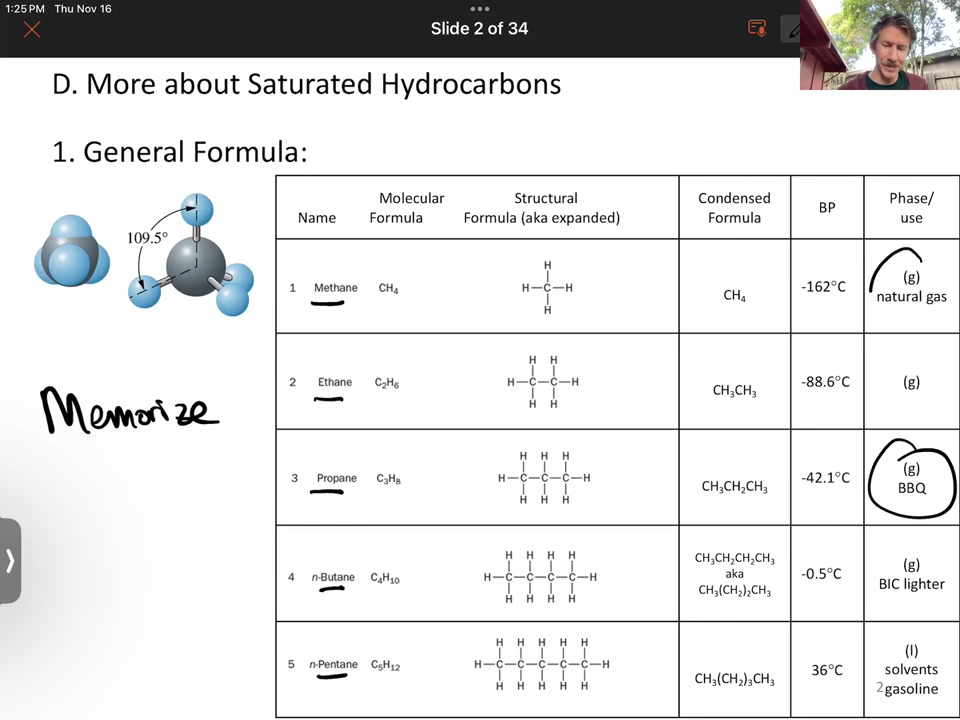 1:25 PM Thu Nov 16
Slide 2 of 34
D. More about Saturated Hydrocarbons
1. General Formula:
109.5°
Memorize
Name Molecular Formula Structural Formula (aka expanded) Condensed Formula BP Phase/ use
1 Methane CH₄
H
H—C—H
H
CH₄ -162°C (g) natural gas
2 Ethane C₂H₆
H H
H—C—C—H
H H
CH₃CH₃ -88.6°C (g)
3 Propane C₃H₈
H H H
H—C—C—C—H
H H H
CH₃CH₂CH₃ -42.1°C (g) BBQ
4 n-Butane C₄H₁₀
H H H H
H—C—C—C—C—H
H H H H
CH₃CH₂CH₂CH₃
aka
CH₃(CH₂)₂CH₃
-0.5°C (g) BIC lighter
5 n-Pentane C₅H₁₂
H H H H H
H—C—C—C—C—C—H
H H H H H
CH₃(CH₂)₃CH₃ 36°C (l) solvents gasoline
2